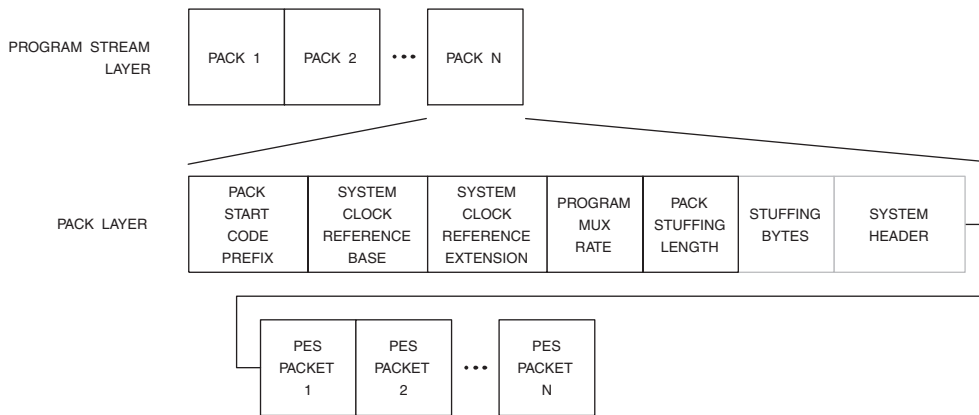 PROGRAM STREAM
LAYER
PACK 1
PACK 2
•••
PACK N
PACK LAYER
PACK
START
CODE
PREFIX
SYSTEM
CLOCK
REFERENCE
BASE
SYSTEM
CLOCK
REFERENCE
EXTENSION
PROGRAM
MUX
RATE
PACK
STUFFING
LENGTH
STUFFING
BYTES
SYSTEM
HEADER
PES
PACKET
1
PES
PACKET
2
•••
PES
PACKET
N